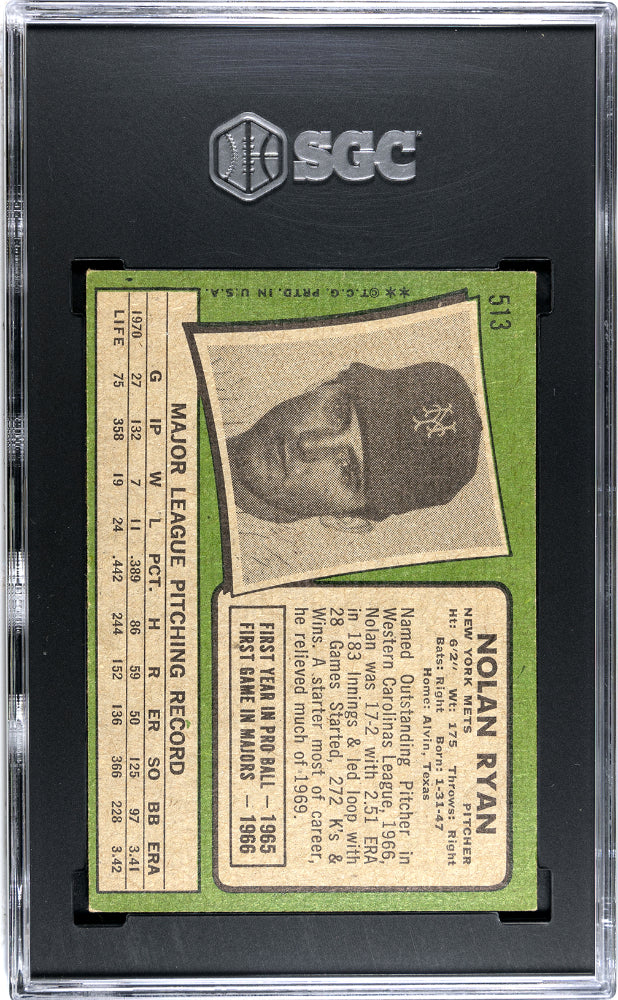 SGC
513
NOLAN RYAN
NEW YORK METS PITCHER
Ht: 6'2" Wt: 175 Throws: Right
Bats: Right Born: 1-31-47
Home: Alvin, Texas
Named Outstanding Pitcher in
Western Carolinas League, 1966,
Nolan was 17-2 with 2.51 ERA
in 183 Innings & led loop with
28 Games Started, 272 K's &
Wins. A starter most of career,
he relieved much of 1969.
FIRST YEAR IN PRO BALL — 1965
FIRST GAME IN MAJORS — 1966
NY
✶✶ ©T.C.G. PRTD. IN U.S.A.
MAJOR LEAGUE PITCHING RECORD
G IP W L PCT. H R ER SO BB ERA
1970 27 132 7 11 .389 86 59 50 125 97 3.41
LIFE 75 358 19 24 .442 244 152 136 366 228 3.42